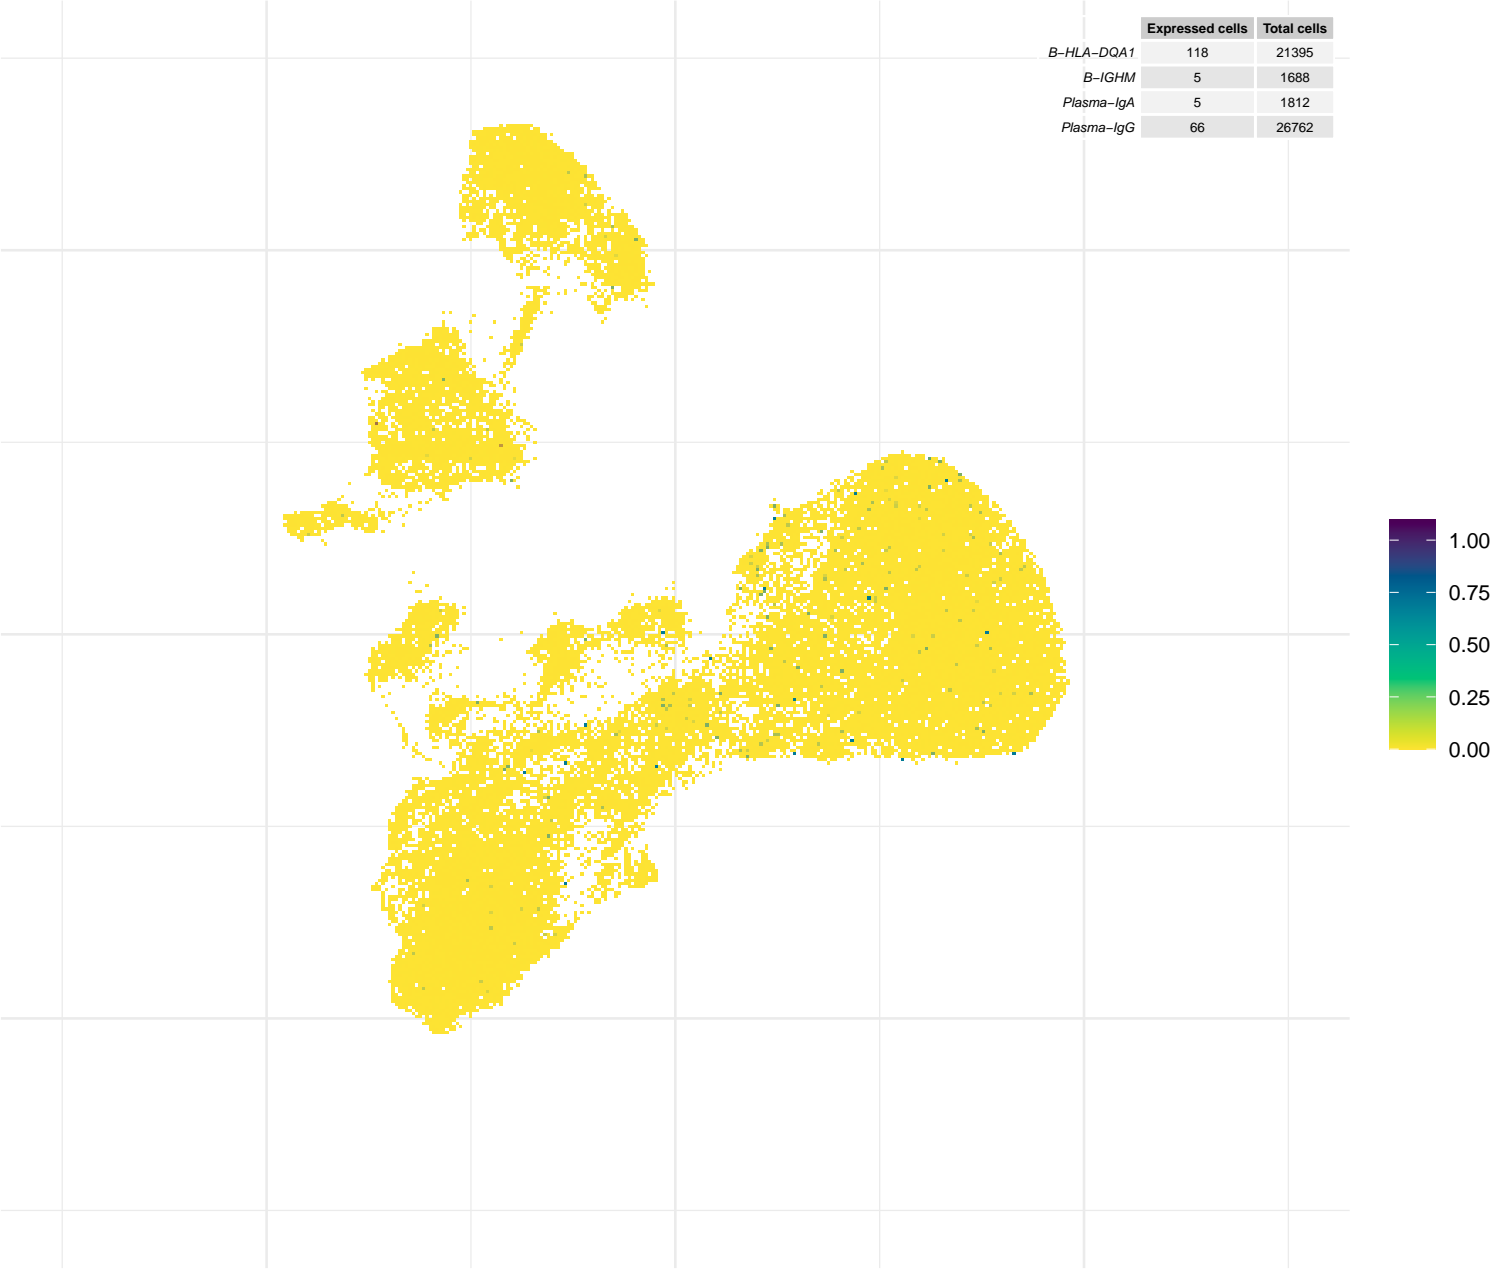 Expressed cells Total cells
B−HLA−DQA1 118 21395
B−IGHM 5 1688
Plasma−IgA 5 1812
Plasma−IgG 66 26762
1.00
0.75
0.50
0.25
0.00